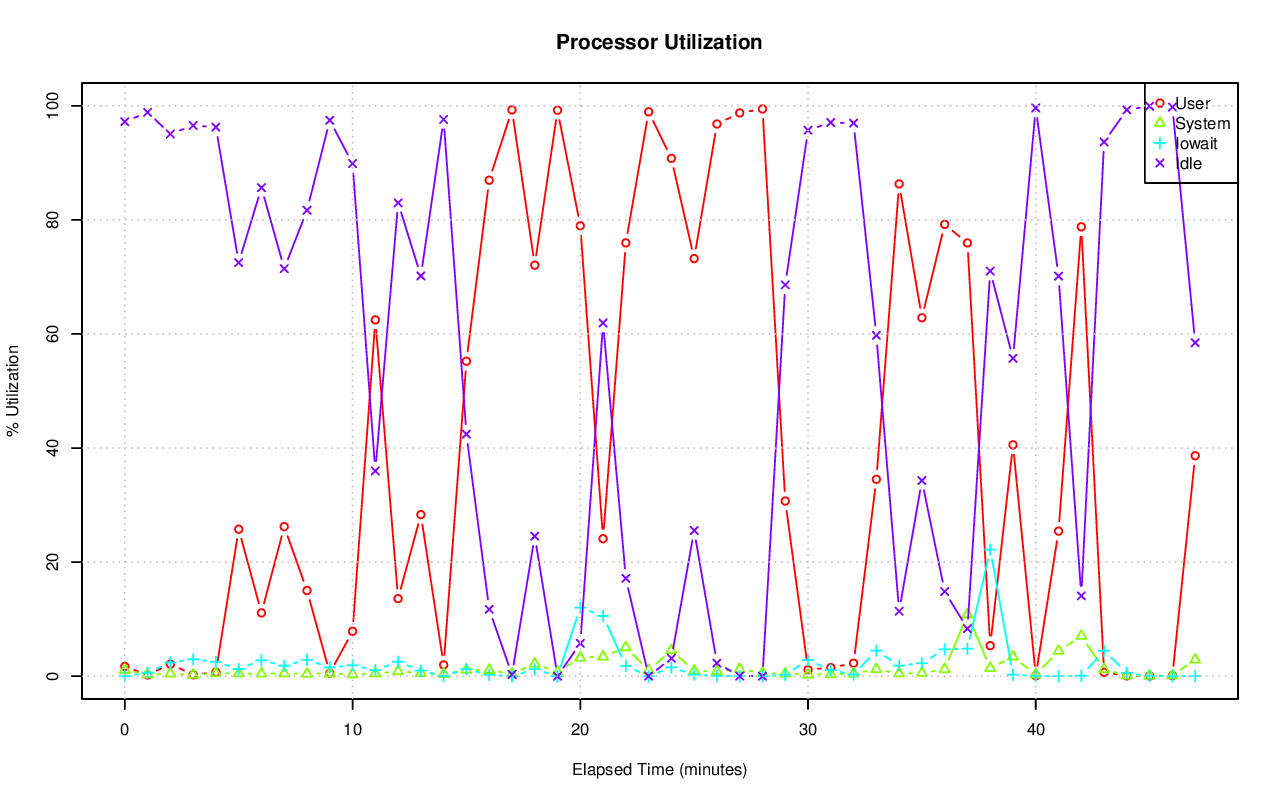 Processor Utilization
% Utilization
100
80
60
40
20
0
User
System
Iowait
Idle
0 10 20 30 40
Elapsed Time (minutes)